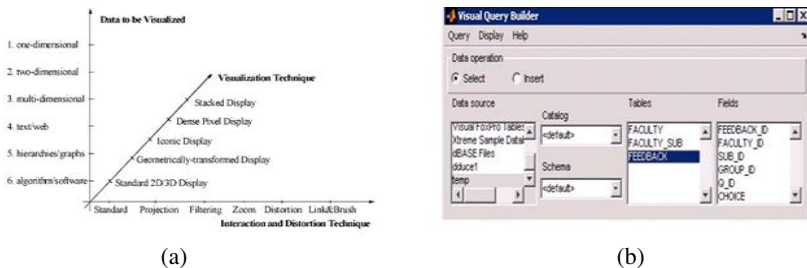 Data to be Visualized
1. one-dimensional
2. two-dimensional
3. multi-dimensional
4. text/web
5. hierarchies/graphs
6. algorithm/software
Visualization Technique
Stacked Display
Dense Pixel Display
Iconic Display
Geometrically-transformed Display
Standard 2D/3D Display
Standard Projection Filtering Zoom Distortion Link&Brush
Interaction and Distortion Technique
(a)
Visual Query Builder
Query Display Help
Data operation
Select Insert
Data source
Visual FoxPro Tables
Xtreme Sample Datal
dBASE Files
dduce1
temp
Catalog
<default>
Schema
<default>
Tables
FACULTY
FACULTY_SUB
FEEDBACK
Fields
FEEDBACK_ID
FACULTY_ID
SUB_ID
GROUP_ID
Q_ID
CHOICE
(b)